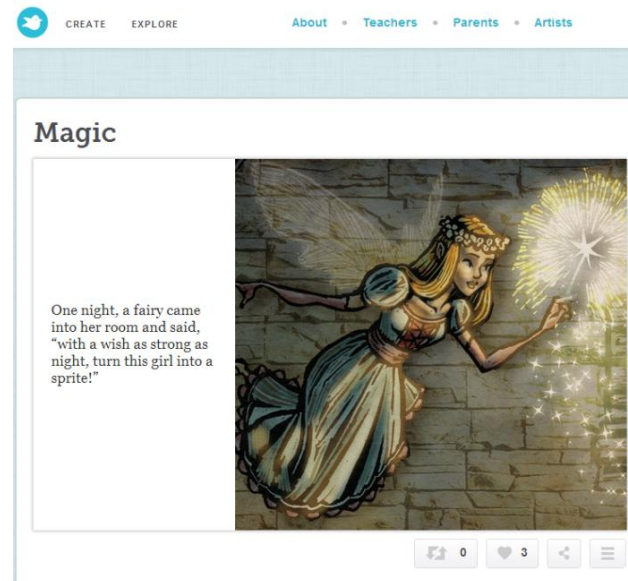 CREATE EXPLORE About • Teachers • Parents • Artists
Magic
One night, a fairy came
into her room and said,
“with a wish as strong as
night, turn this girl into a
sprite!”
0 3